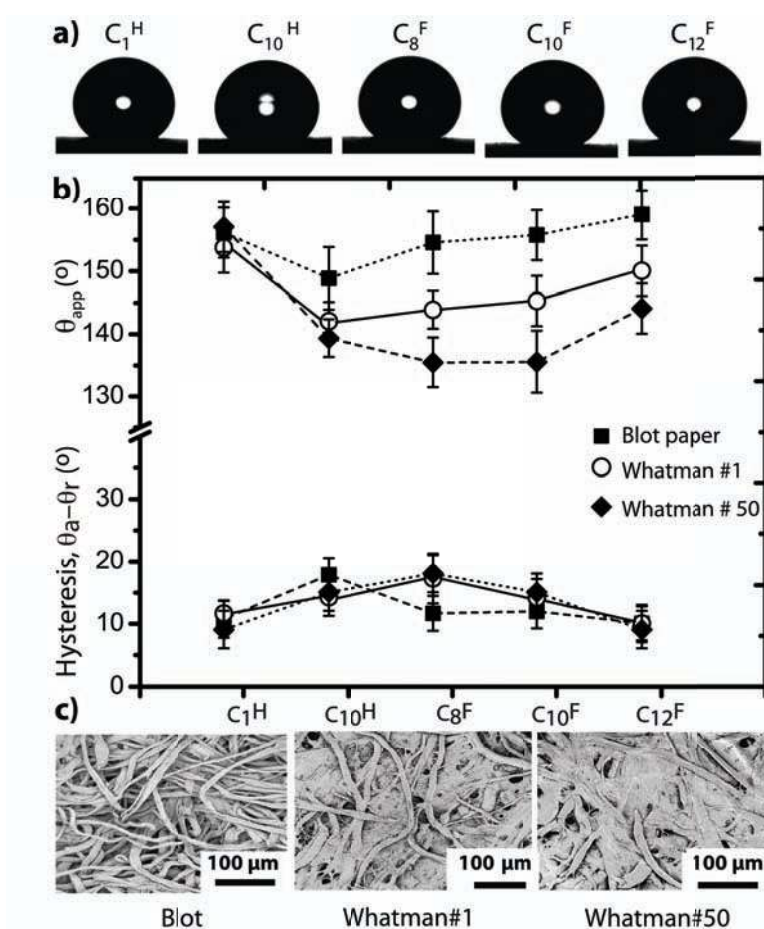 a) C₁ᴴ C₁₀ᴴ C₈ᶠ C₁₀ᶠ C₁₂ᶠ
b)
160
150
140
130
θapp (º)
Blot paper
Whatman #1
Whatman # 50
30
20
10
0
Hysteresis, θa–θr (º)
C₁ᴴ C₁₀ᴴ C₈ᶠ C₁₀ᶠ C₁₂ᶠ
c)
100 µm 100 µm 100 µm
Blot Whatman#1 Whatman#50